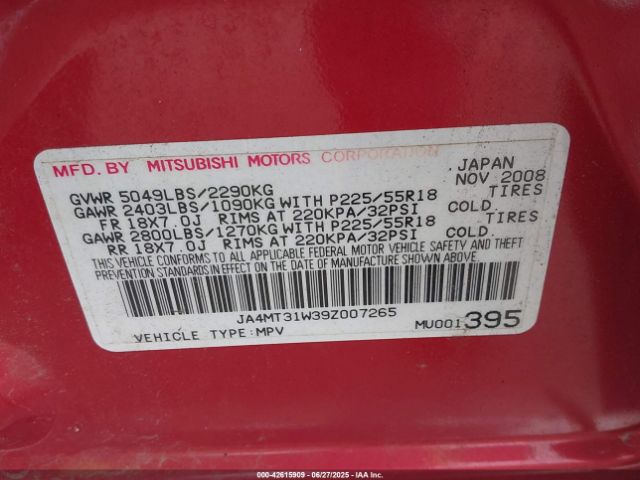 MFD. BY MITSUBISHI MOTORS CORPORATION JAPAN
GVWR 5049LBS/2290KG NOV 2008
GAWR 2403LBS/1090KG WITH P225/55R18 TIRES
FR 18X7.0J RIMS AT 220KPA/32PSI COLD.
GAWR 2800LBS/1270KG WITH P225/55R18 TIRES
RR 18X7.0J RIMS AT 220KPA/32PSI COLD
THIS VEHICLE CONFORMS TO ALL APPLICABLE FEDERAL MOTOR VEHICLE SAFETY AND THEFT
PREVENTION STANDARDS IN EFFECT ON THE DATE OF MANUFACTURE SHOWN ABOVE.
JA4MT31W39Z007265
VEHICLE TYPE:MPV MU001395
000-42615909 | 06/27/2025 - IAA, Inc.